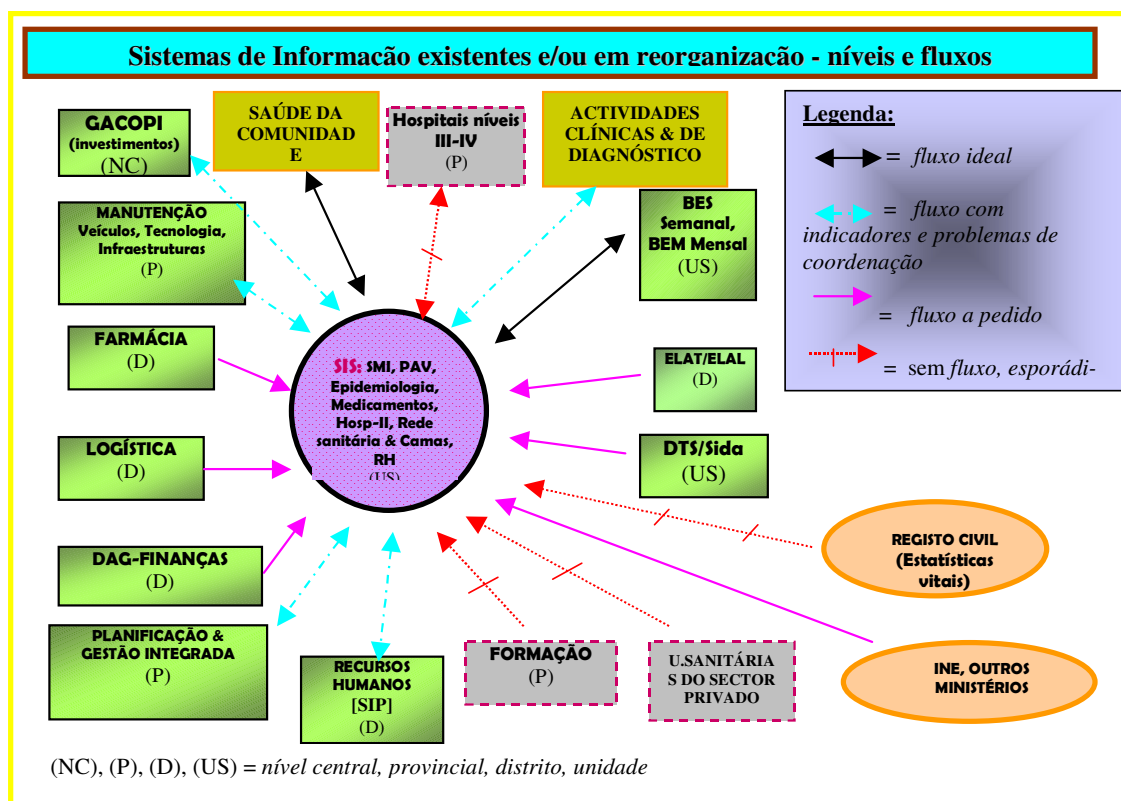 Sistemas de Informacão existentes e/ou em reorganizacão - níveis e fluxos
GACOPI
(investimentos)
(NC)
SAÚDE DA
COMUNIDAD
E
Hospitais níveis
III-IV
(P)
ACTIVIDADES
CLÍNICAS & DE
DIAGNÓSTICO
Legenda:
= fluxo ideal
= fluxo com
indicadores e problemas de
coordenação
= fluxo a pedido
= sem fluxo, esporádi-
MANUTENÇÃO
Veículos, Tecnologia,
Infraestruturas
(P)
BES
Semanal,
BEM Mensal
(US)
FARMÁCIA
(D)
SIS: SMI, PAV,
Epidemiologia,
Medicamentos,
Hosp-II, Rede
sanitária & Camas,
RH
(US)
ELAT/ELAL
(D)
LOGÍSTICA
(D)
DTS/Sida
(US)
DAG-FINANÇAS
(D)
REGISTO CIVIL
(Estatísticas
vitais)
PLANIFICAÇÃO &
GESTÃO INTEGRADA
(P)
RECURSOS
HUMANOS
[SIP]
(D)
FORMAÇÃO
(P)
U.SANITÁRIA
S DO SECTOR
PRIVADO
INE, OUTROS
MINISTÉRIOS
(NC), (P), (D), (US) = nível central, provincial, distrito, unidade